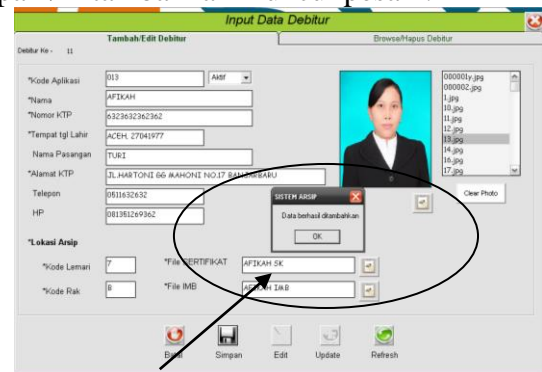 Input Data Debitur
Tambah/Edit Debitur
Browse/Hapus Debitur
Debitur Ke - 11
*Kode Aplikasi 013 Aktif
*Nama AFIKAH
*Nomor KTP 6323632362362
*Tempat tgl Lahir ACEH, 27041977
Nama Pasangan TURI
*Alamat KTP JL.HARTONI GG MAHONI NO.17
Telepon 0511632632
HP 081351269362
000001y.jpg
000002.jpg
1.jpg
10.jpg
11.jpg
12.jpg
13.jpg
14.jpg
16.jpg
17.jpg
Clear Photo
SISTEM ARSIP
Data berhasil ditambahkan
OK
*Lokasi Arsip
*Kode Lemari 7 *File CERTIFIKAT AFIKAH SK
*Kode Rak 8 *File IMB AFIKAH IMB
Batal Simpan Edit Update Refresh